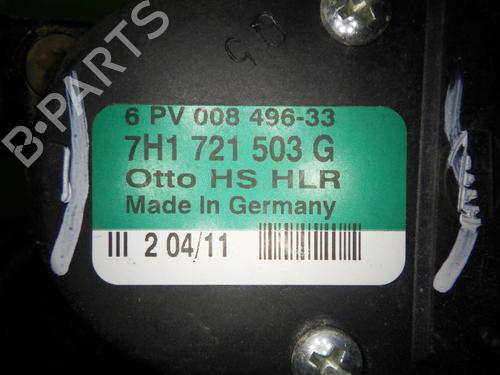 GD
6 PV 008 496-33
7H1 721 503 G
Otto HS HLR
Made In Germany
III 2 04/11
B-PARTS